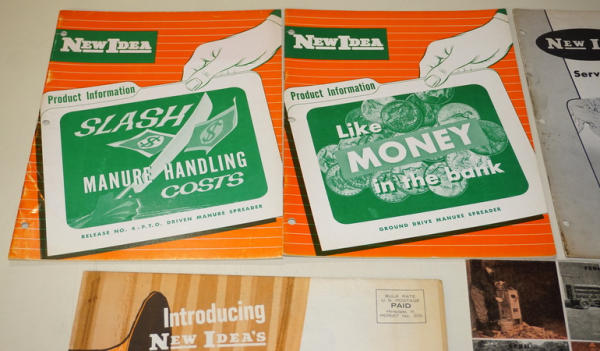 NEW IDEA
Product Information
SLASH
MANURE HANDLING
COSTS
RELEASE NO. 4 - P.T.O. DRIVEN MANURE SPREADER
NEW IDEA
Product Information
Like
MONEY
in the bank
GROUND DRIVE MANURE SPREADER
NEW I
Serv
Introducing
NEW IDEA'S
BULK RATE
U.S. POSTAGE
PAID